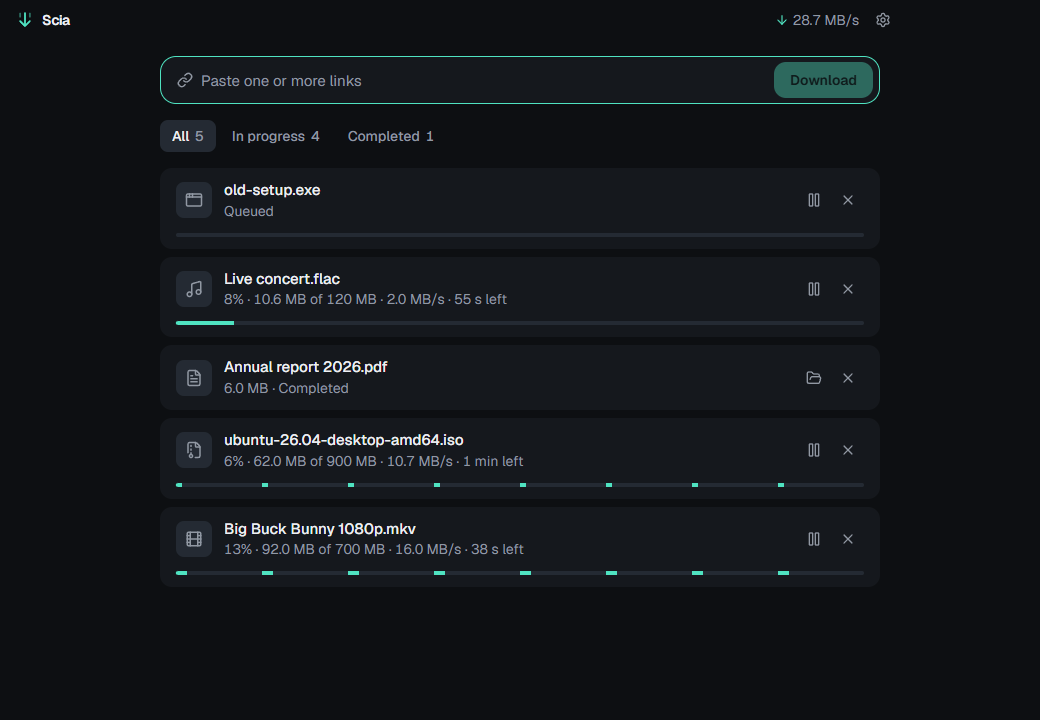 Scia
28.7 MB/s
Paste one or more links
Download
All 5
In progress 4
Completed 1
old-setup.exe
Queued
Live concert.flac
8% · 10.6 MB of 120 MB · 2.0 MB/s · 55 s left
Annual report 2026.pdf
6.0 MB · Completed
ubuntu-26.04-desktop-amd64.iso
6% · 62.0 MB of 900 MB · 10.7 MB/s · 1 min left
Big Buck Bunny 1080p.mkv
13% · 92.0 MB of 700 MB · 16.0 MB/s · 38 s left